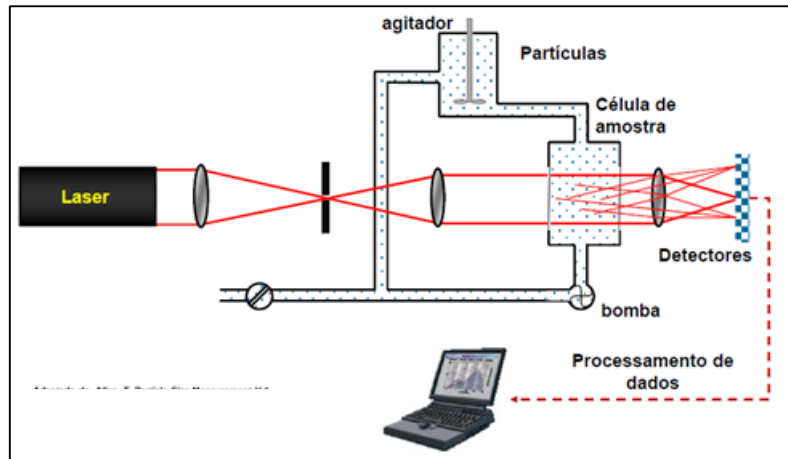 agitador
Partículas
Célula de
amostra
Laser
Detectores
bomba
Processamento de
dados